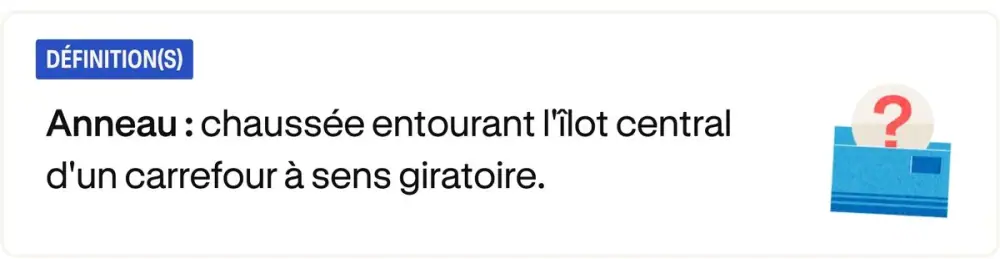 DÉFINITION(S)
Anneau : chaussée entourant l'îlot central
d'un carrefour à sens giratoire.
?